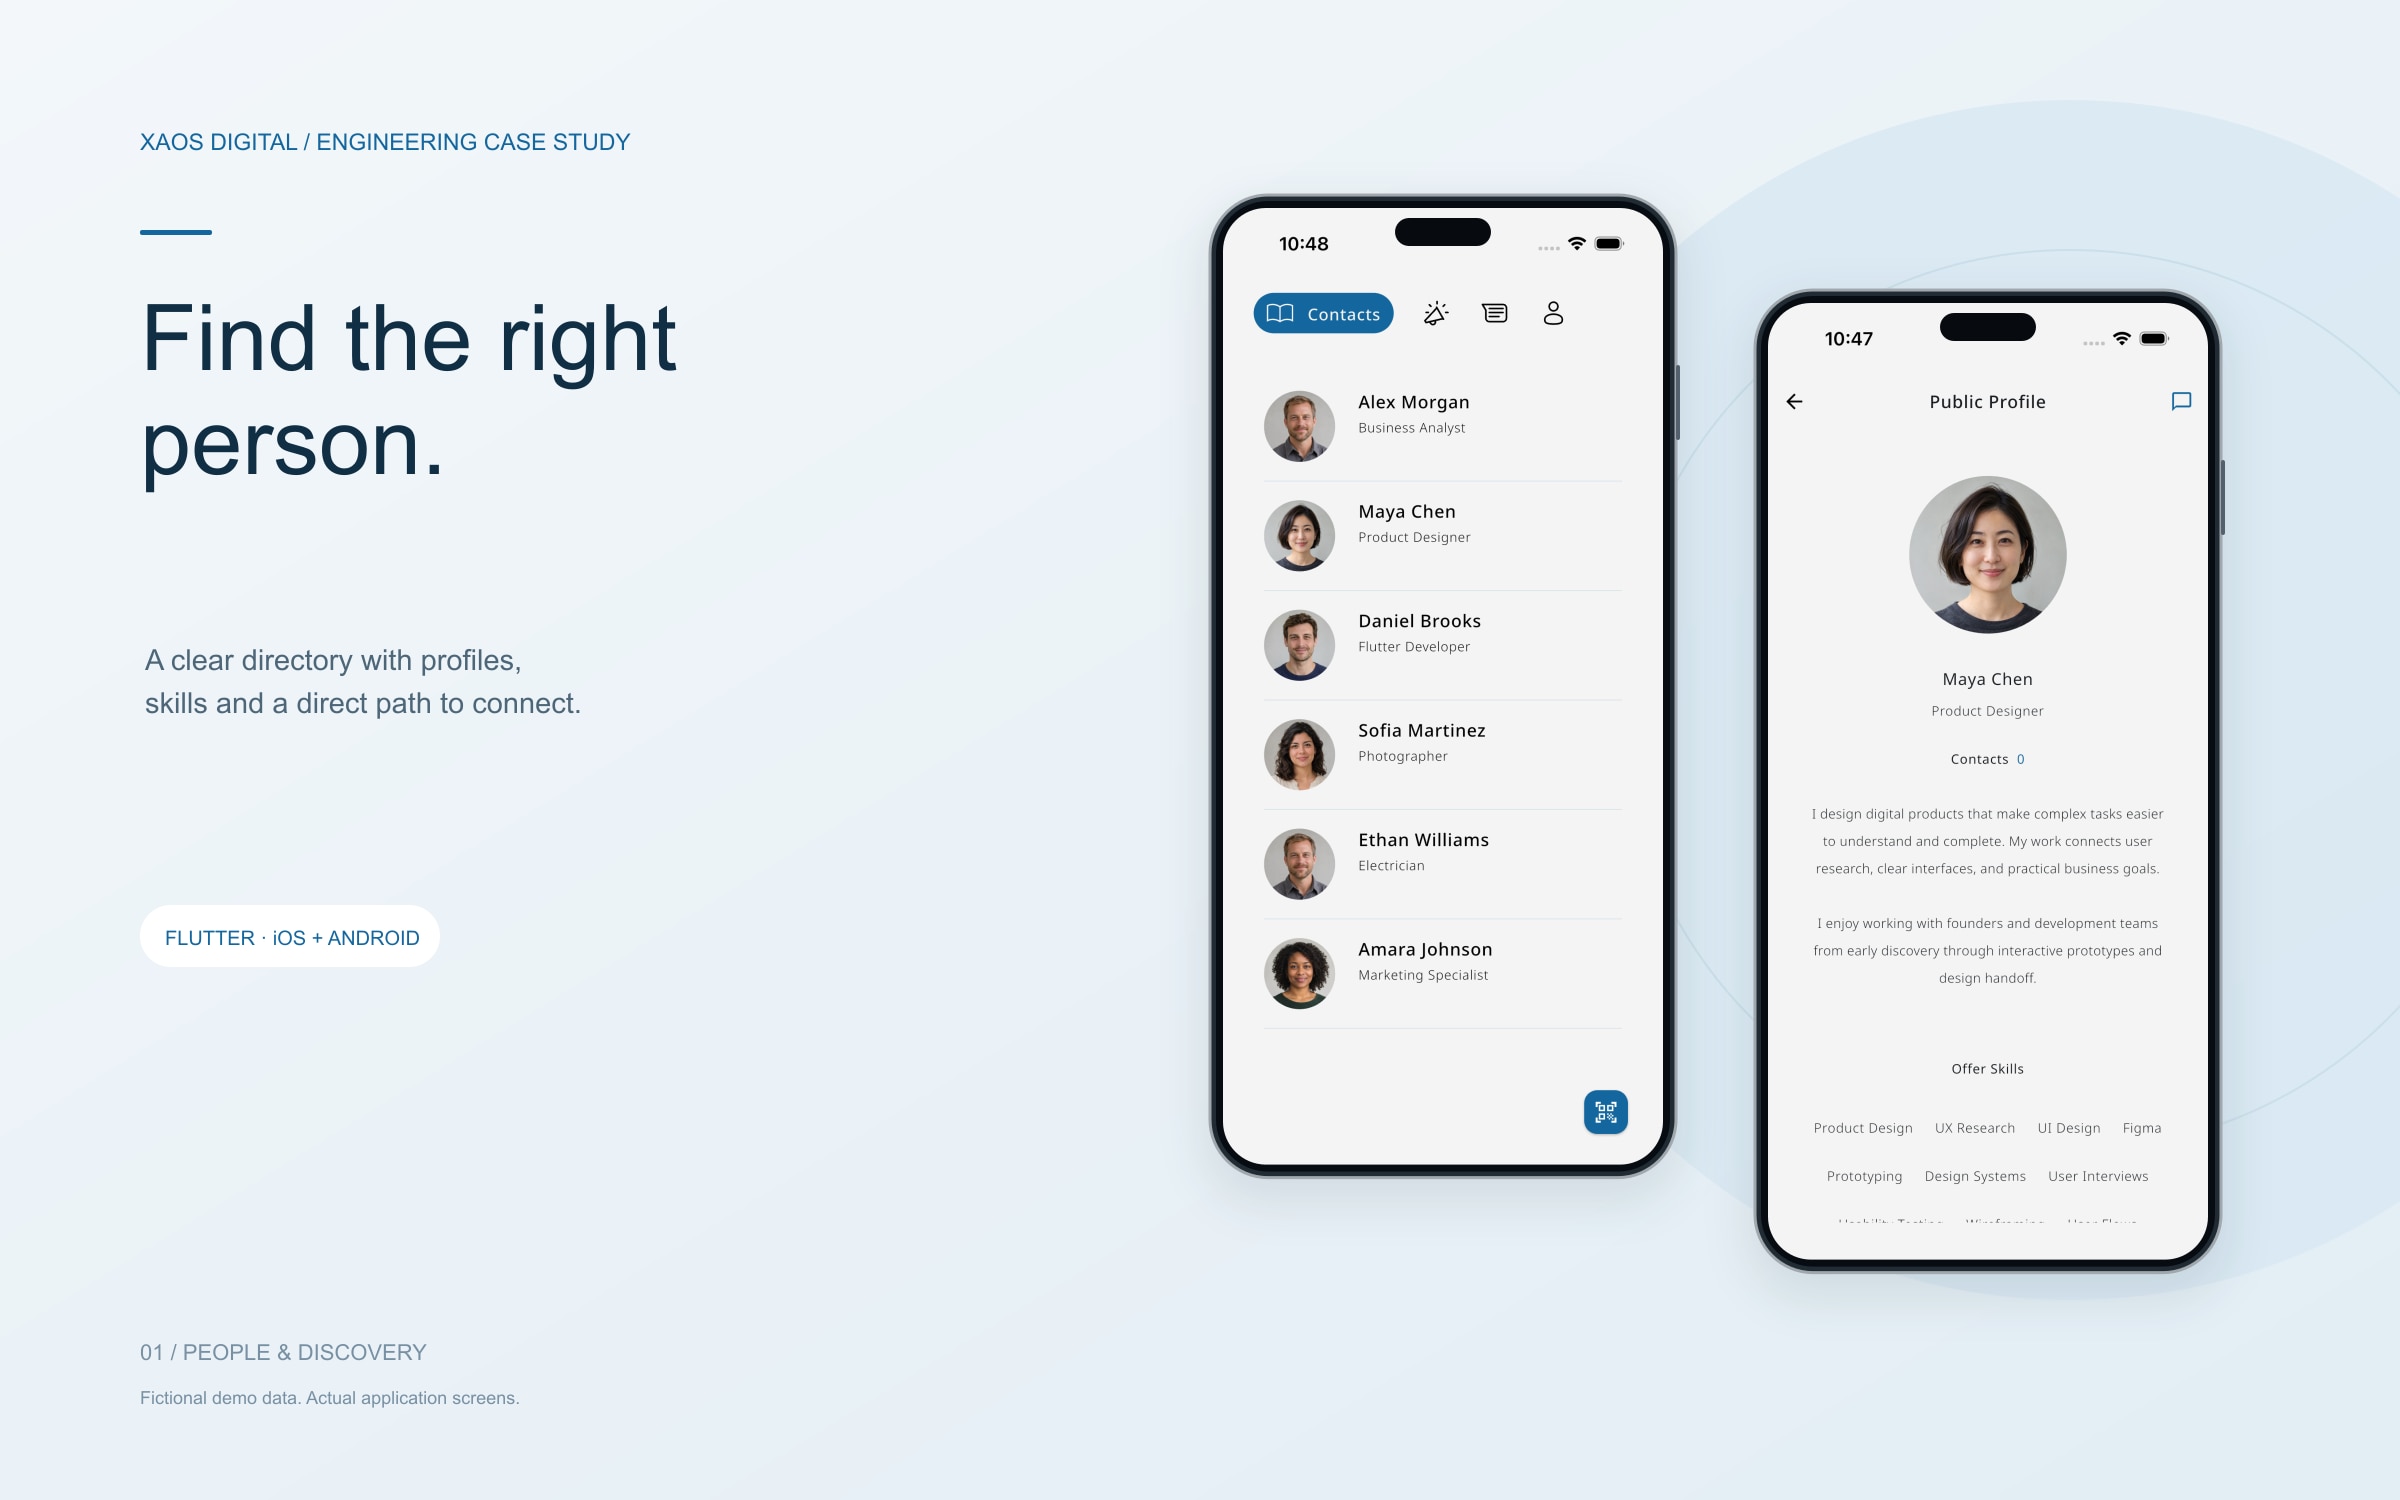 XAOS DIGITAL / ENGINEERING CASE STUDY
Find the right
person.
A clear directory with profiles,
skills and a direct path to connect.
FLUTTER · iOS + ANDROID
01 / PEOPLE & DISCOVERY
Fictional demo data. Actual application screens.
10:48
Contacts
Alex Morgan
Business Analyst
Maya Chen
Product Designer
Daniel Brooks
Flutter Developer
Sofia Martinez
Photographer
Ethan Williams
Electrician
Amara Johnson
Marketing Specialist
10:47
Public Profile
Maya Chen
Product Designer
Contacts 0
I design digital products that make complex tasks easier
to understand and complete. My work connects user
research, clear interfaces, and practical business goals.
I enjoy working with founders and development teams
from early discovery through interactive prototypes and
design handoff.
Offer Skills
Product Design UX Research UI Design Figma
Prototyping Design Systems User Interviews
Usability Testing Wireframing User Flows